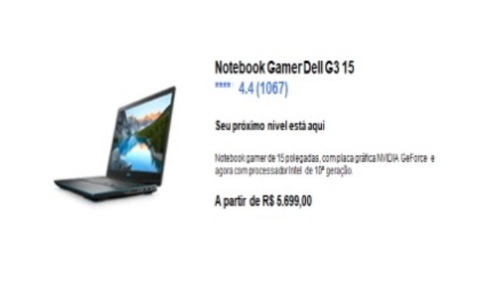 Notebook Gamer Dell G3 15
**** 4.4 (1067)
Seu próximo nivel está aqui
Notebook gamer de 15 polegadas, com placa gráfica NVIDIA GeForce e
agora com processador Intel de 10ª geração.
A partir de R$ 5.699,00